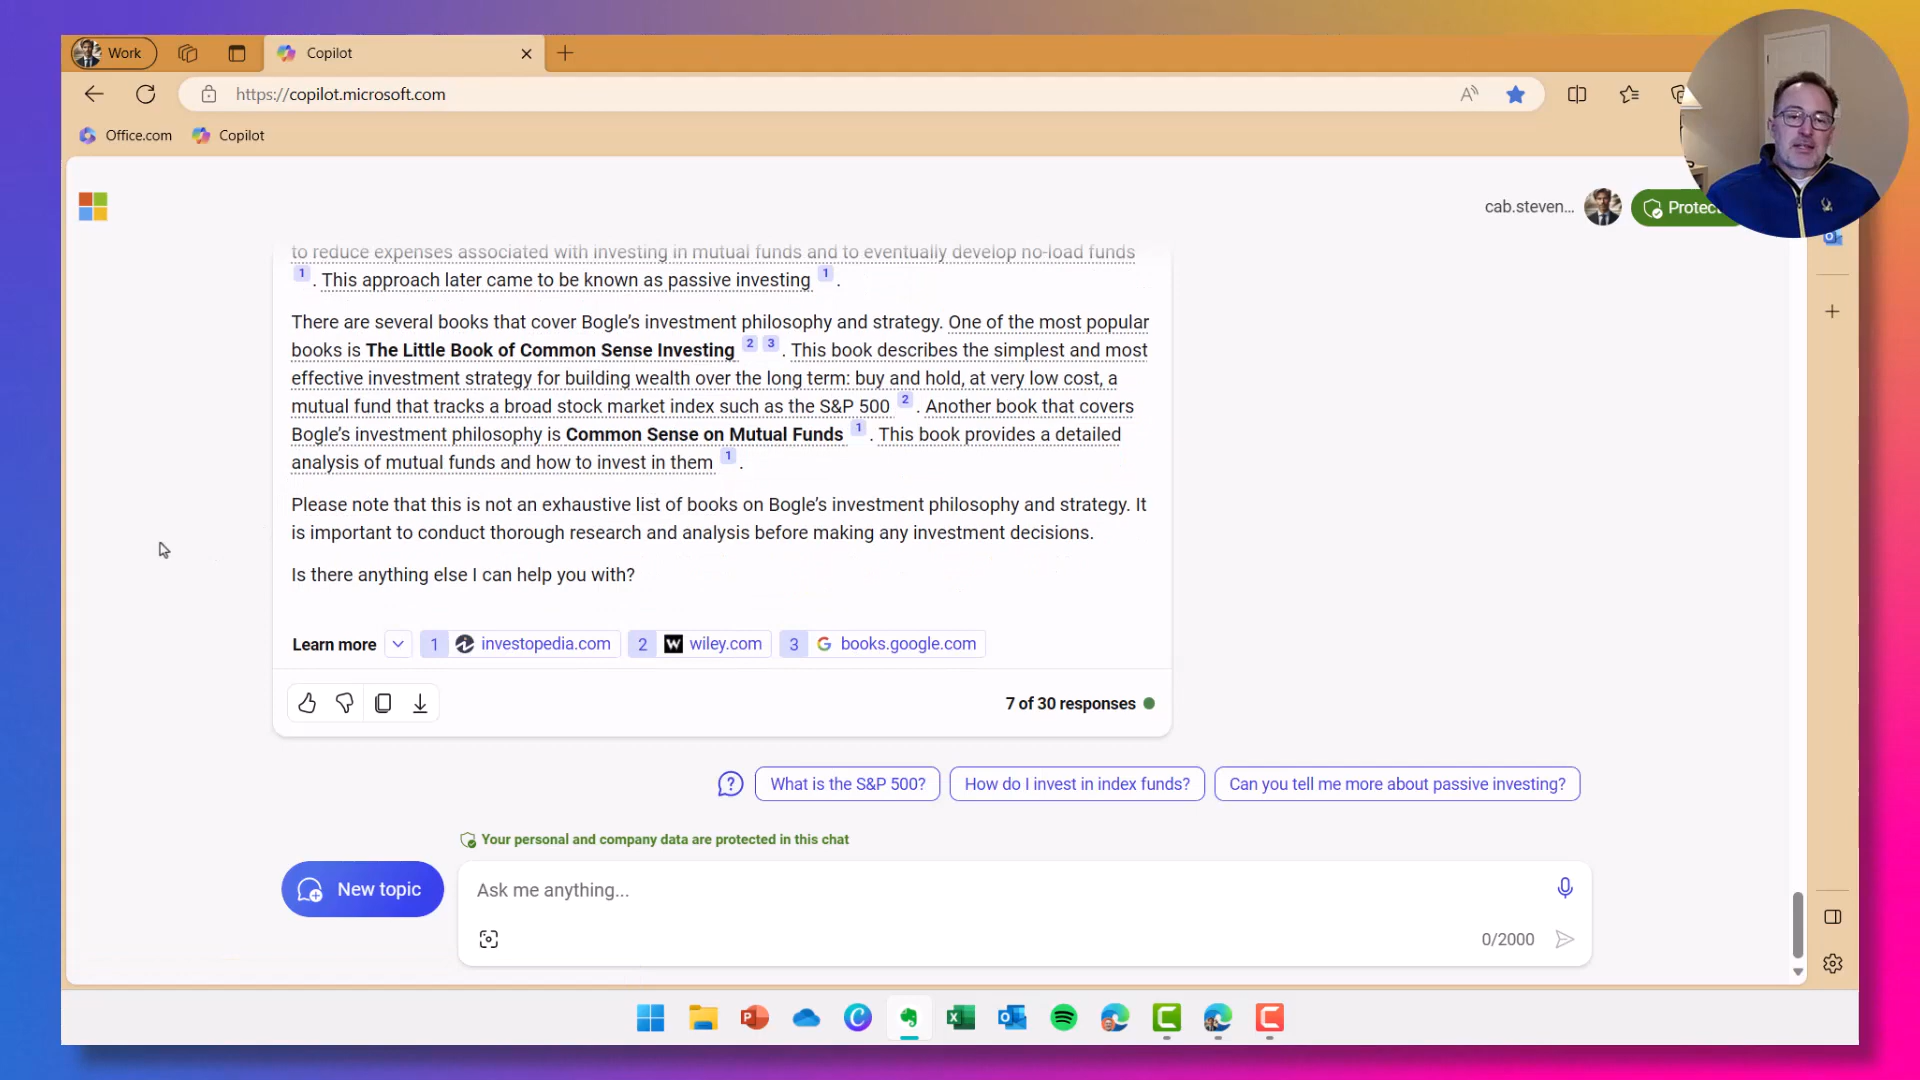 Work
Copilot
https://copilot.microsoft.com
Office.com
Copilot
cab.steven...
to reduce expenses associated with investing in mutual funds and to eventually develop no-load funds
1. This approach later came to be known as passive investing 1.
There are several books that cover Bogle's investment philosophy and strategy. One of the most popular
books is The Little Book of Common Sense Investing 2 3. This book describes the simplest and most
effective investment strategy for building wealth over the long term: buy and hold, at very low cost, a
mutual fund that tracks a broad stock market index such as the S&P 500 2. Another book that covers
Bogle's investment philosophy is Common Sense on Mutual Funds 1. This book provides a detailed
analysis of mutual funds and how to invest in them 1.
Please note that this is not an exhaustive list of books on Bogle's investment philosophy and strategy. It
is important to conduct thorough research and analysis before making any investment decisions.
Is there anything else I can help you with?
Learn more 1 investopedia.com 2 W wiley.com 3 G books.google.com
7 of 30 responses
What is the S&P 500? How do I invest in index funds? Can you tell me more about passive investing?
Your personal and company data are protected in this chat
New topic
Ask me anything...
0/2000